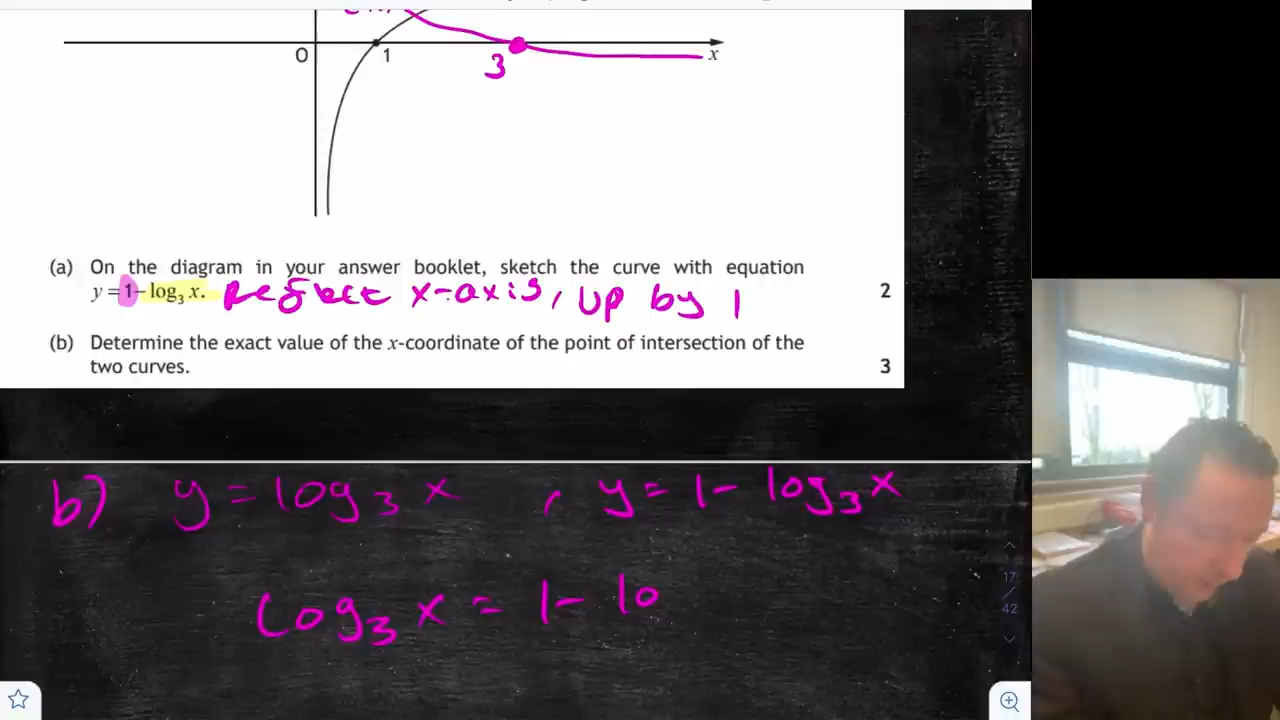 O
1
3
x
(a) On the diagram in your answer booklet, sketch the curve with equation
y = 1 − log₃ x. Reflect x-axis, up by 1
2
(b) Determine the exact value of the x-coordinate of the point of intersection of the
two curves.
3
b) y = log₃ x , y = 1 − log₃ x
log₃ x = 1 − lo
17
/
42